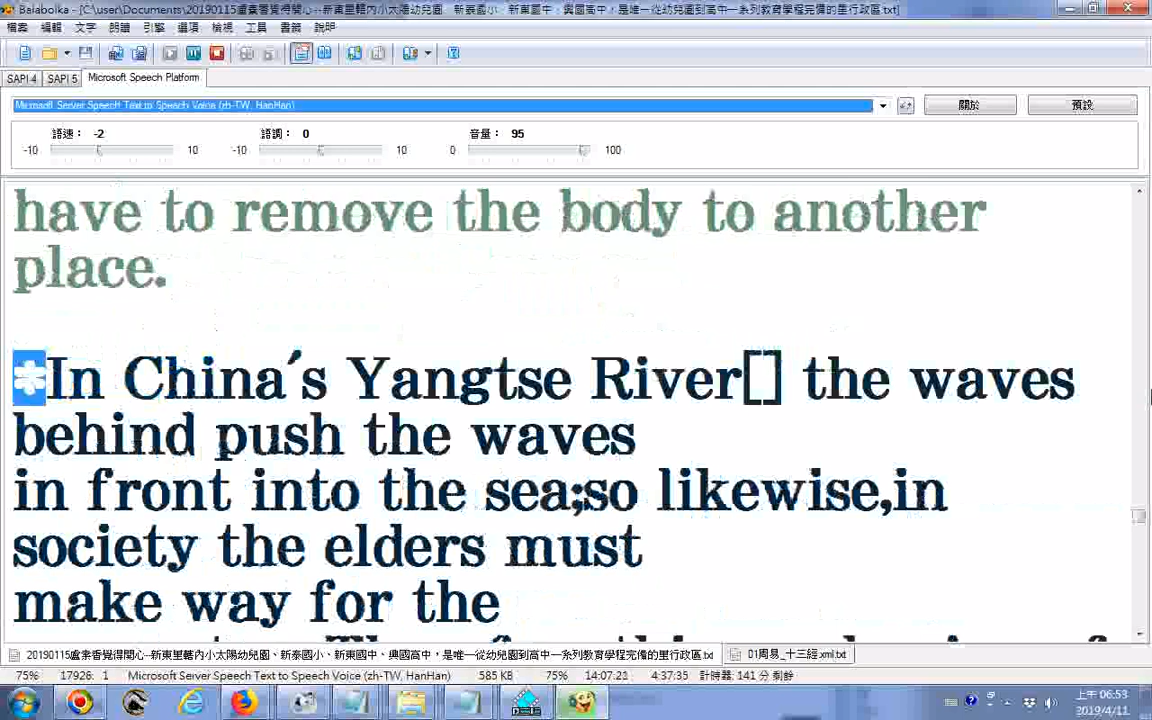 Balabolka - [C:\user\Documents\20190115盧素香覺得開心--新東里轄內小太陽幼兒園、新泰國小、新東國中、興國高中，是唯一從幼兒園到高中一系列教育學程完備的里行政區.txt]
檔案 編輯 文字 朗讀 引擎 選項 檢視 工具 書籤 說明
SAPI 4 SAPI 5 Microsoft Speech Platform
Microsoft Server Speech Text to Speech Voice (zh-TW, HanHan)
關於 預設
語速： -2 語調： 0 音量： 95
-10 10 -10 10 0 100
have to remove the body to another
place.
*In China's Yangtse River[] the waves
behind push the waves
in front into the sea;so likewise,in
society the elders must
make way for the
20190115盧素香覺得開心--新東里轄內小太陽幼兒園、新泰國小、新東國中、興國高中，是唯一從幼兒園到高中一系列教育學程完備的里行政區.txt 01周易_十三經.xml.txt
75% 17926: 1 Microsoft Server Speech Text to Speech Voice (zh-TW, HanHan) 585 KB 75% 14:07:21 4:37:35 計時器: 141 分 剩餘
上午 06:53
2019/4/11